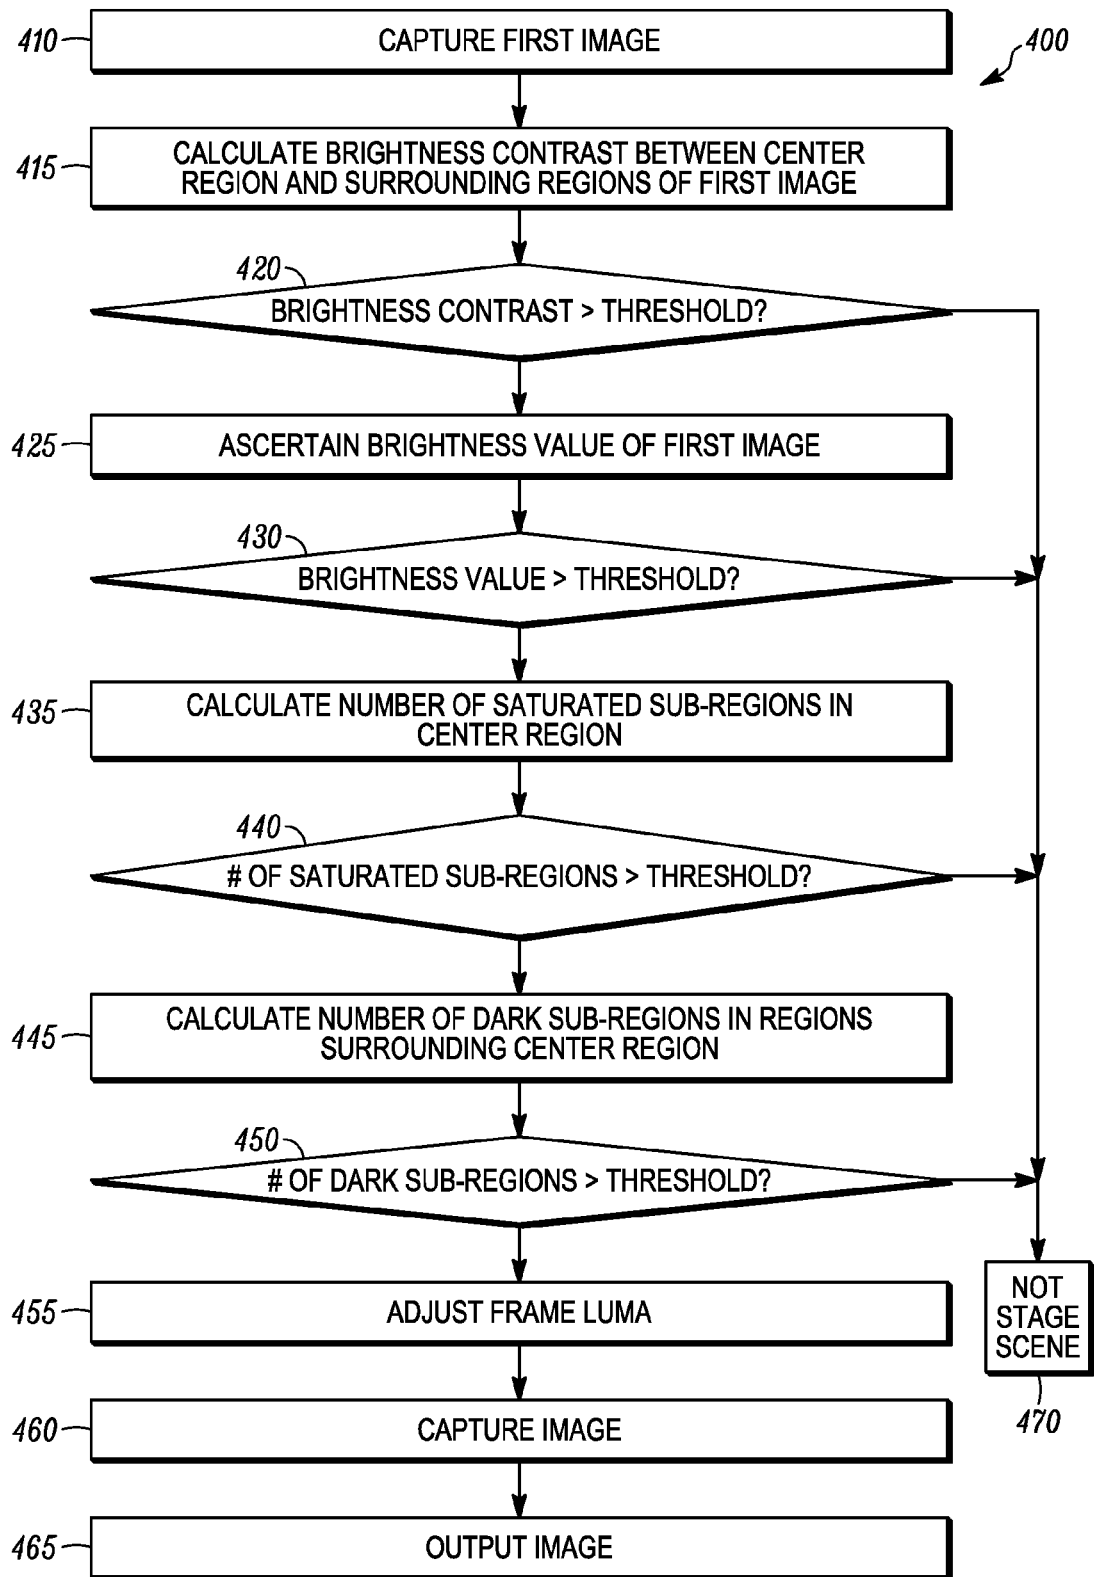 410
CAPTURE FIRST IMAGE
400
415
CALCULATE BRIGHTNESS CONTRAST BETWEEN CENTER
REGION AND SURROUNDING REGIONS OF FIRST IMAGE
420
BRIGHTNESS CONTRAST > THRESHOLD?
425
ASCERTAIN BRIGHTNESS VALUE OF FIRST IMAGE
430
BRIGHTNESS VALUE > THRESHOLD?
435
CALCULATE NUMBER OF SATURATED SUB-REGIONS IN
CENTER REGION
440
# OF SATURATED SUB-REGIONS > THRESHOLD?
445
CALCULATE NUMBER OF DARK SUB-REGIONS IN REGIONS
SURROUNDING CENTER REGION
450
# OF DARK SUB-REGIONS > THRESHOLD?
455
ADJUST FRAME LUMA
NOT
STAGE
SCENE
470
460
CAPTURE IMAGE
465
OUTPUT IMAGE